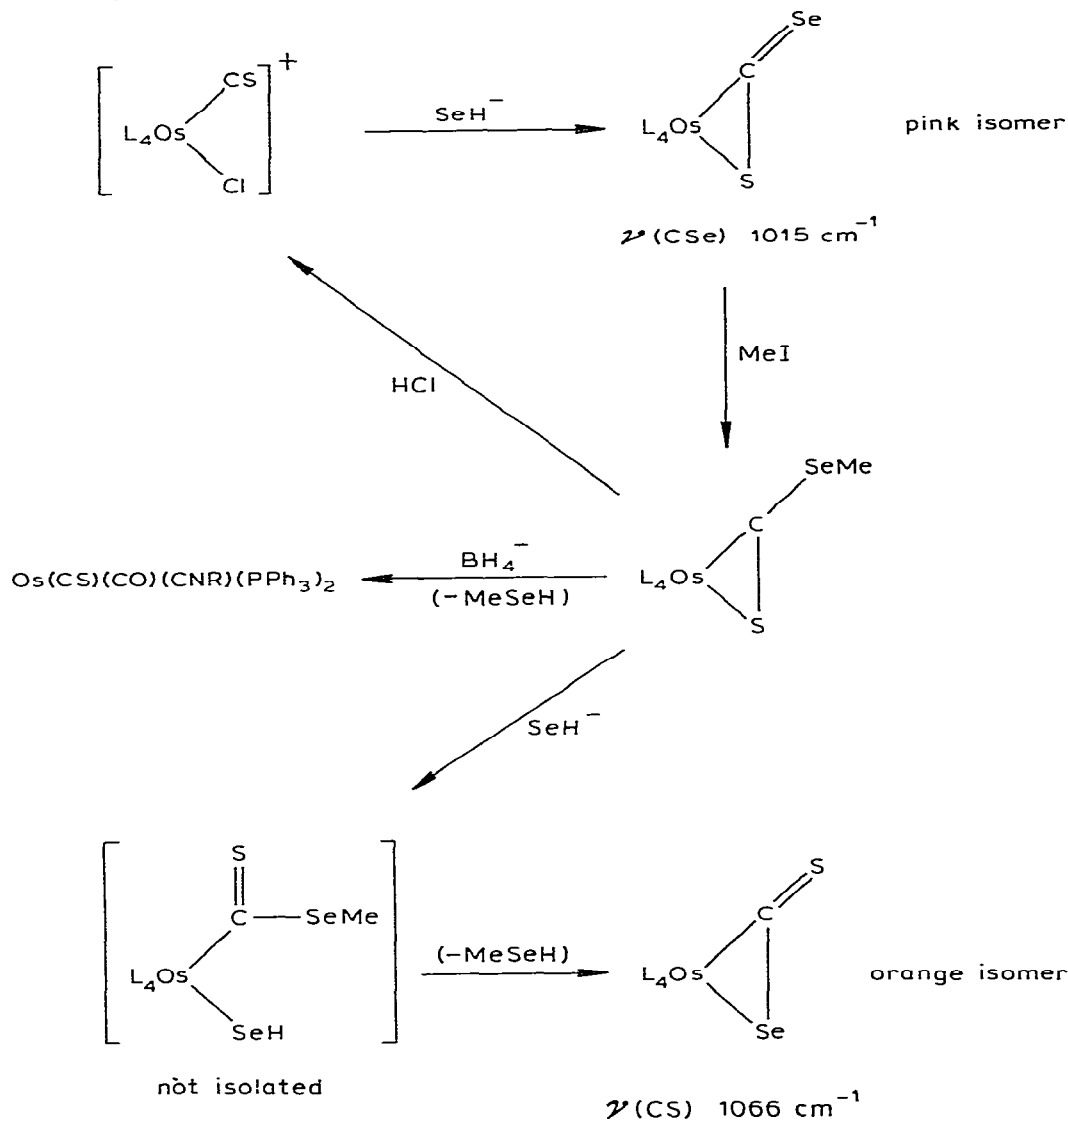 [L₄Os CS Cl]⁺
SeH⁻
L₄Os C Se S
pink isomer
ν(CSe) 1015 cm⁻¹
MeI
HCl
SeMe
Os(CS)(CO)(CNR)(PPh₃)₂
BH₄⁻
(-MeSeH)
L₄Os C S
SeH⁻
S
C SeMe
L₄Os
SeH
not isolated
(-MeSeH)
L₄Os C S Se
orange isomer
ν(CS) 1066 cm⁻¹